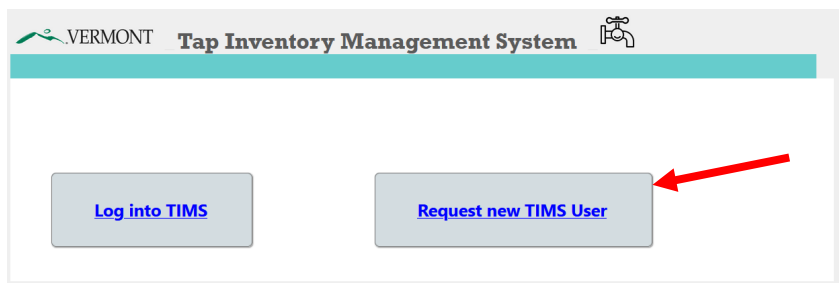 VERMONT Tap Inventory Management System
Log into TIMS Request new TIMS User